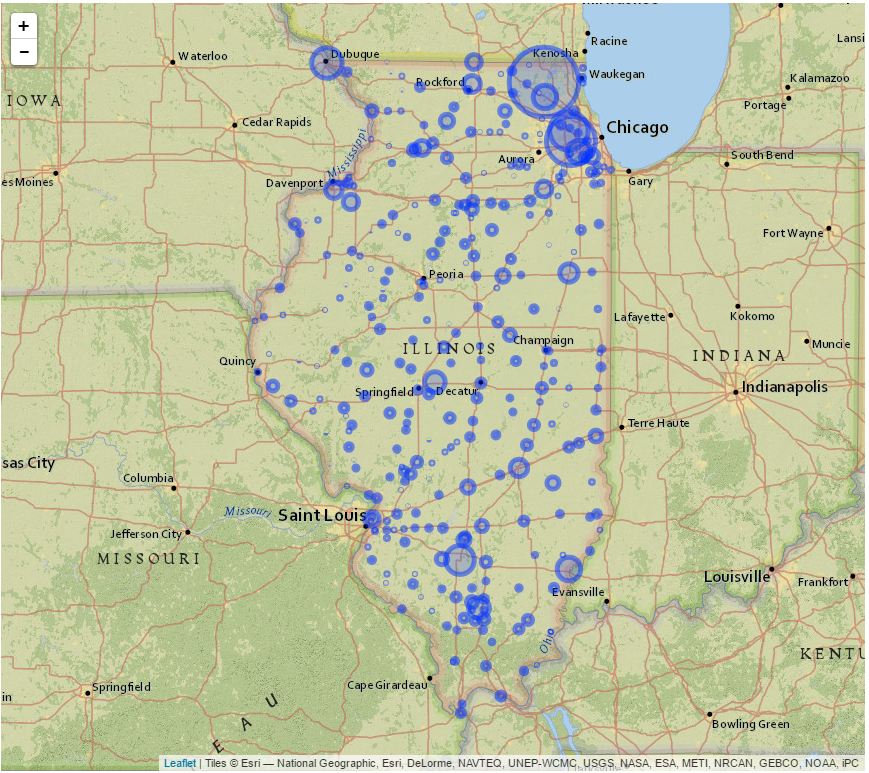 +
−
Milwaukee
Racine
Kenosha
Lansi
Waterloo
Dubuque
Waukegan
Kalamazoo
Rockford
Portage
IOWA
Cedar Rapids
Chicago
Mississippi
Aurora
South Bend
es Moines
Davenport
Gary
Fort Wayne
Peoria
Lafayette
Kokomo
Champaign
Muncie
ILLINOIS
INDIANA
Quincy
Springfield
Decatur
Indianapolis
Terre Haute
sas City
Columbia
Missouri
Saint Louis
Jefferson City
MISSOURI
Louisville
Frankfort
Evansville
Ohio
KENTU
Springfield
Cape Girardeau
in
E A U
Bowling Green
Leaflet | Tiles © Esri — National Geographic, Esri, DeLorme, NAVTEQ, UNEP-WCMC, USGS, NASA, ESA, METI, NRCAN, GEBCO, NOAA, iPC